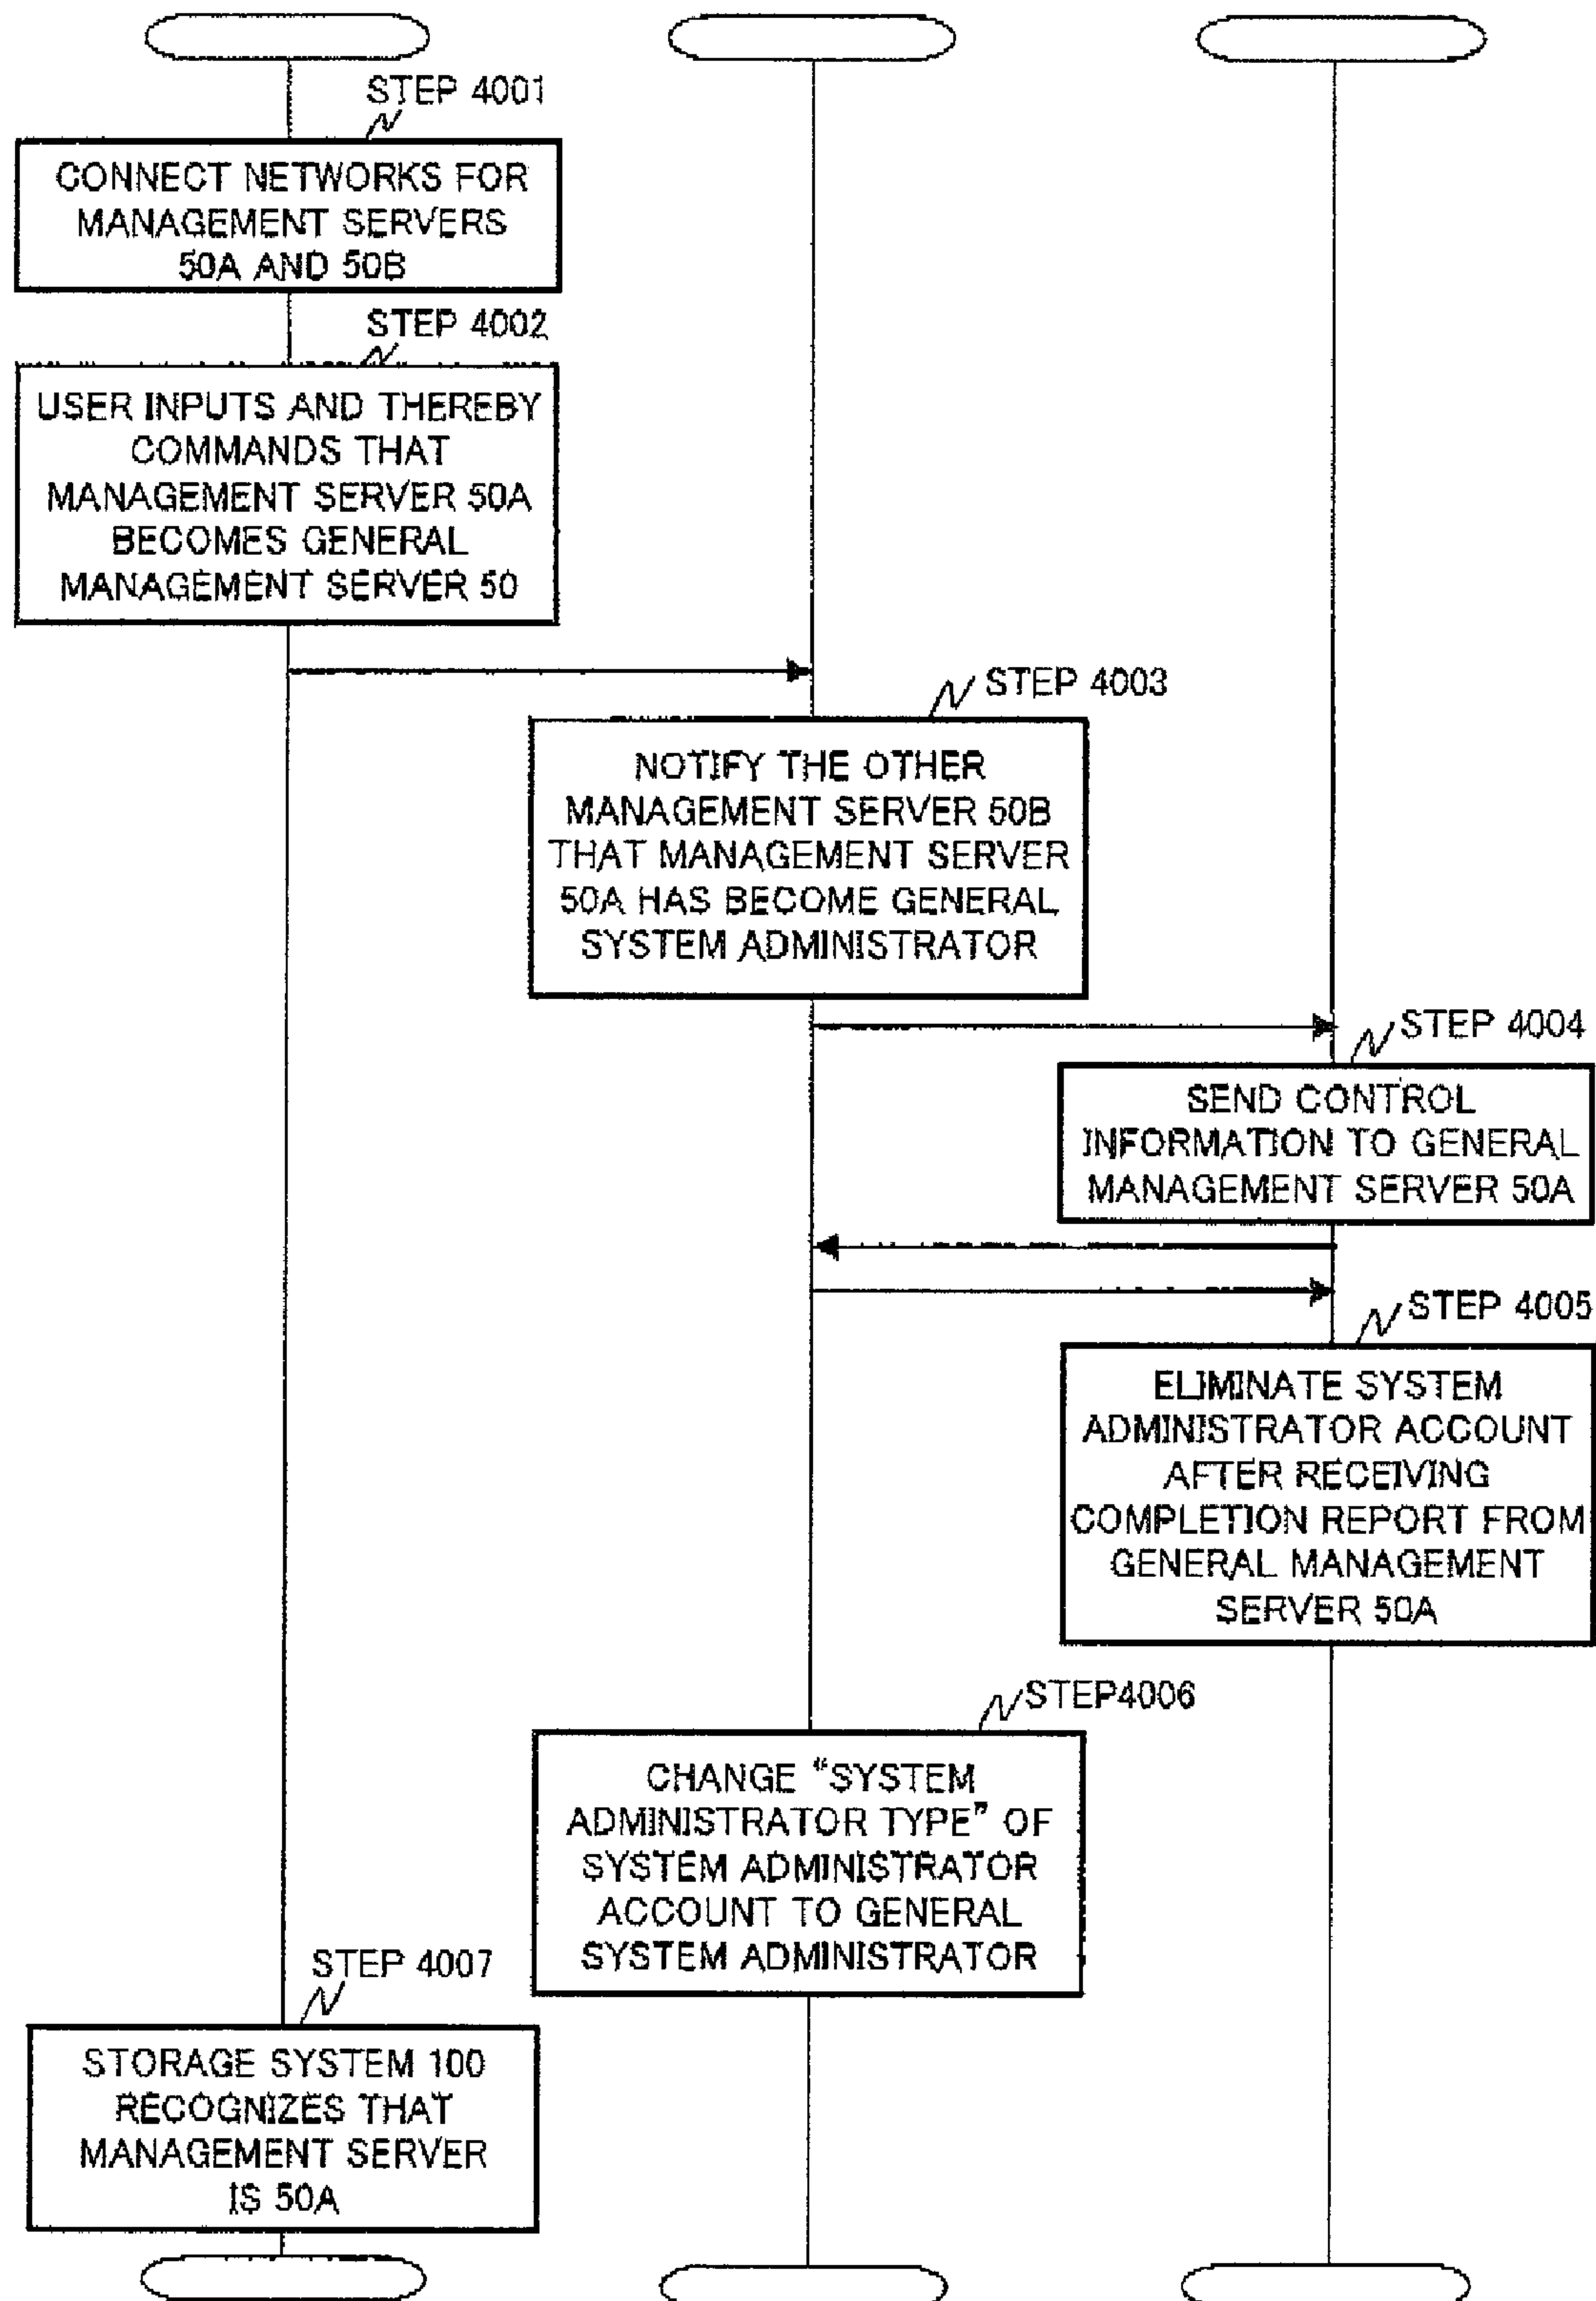 STEP 4001
CONNECT NETWORKS FOR
MANAGEMENT SERVERS
50A AND 50B
STEP 4002
USER INPUTS AND THEREBY
COMMANDS THAT
MANAGEMENT SERVER 50A
BECOMES GENERAL
MANAGEMENT SERVER 50
STEP 4003
NOTIFY THE OTHER
MANAGEMENT SERVER 50B
THAT MANAGEMENT SERVER
50A HAS BECOME GENERAL
SYSTEM ADMINISTRATOR
STEP 4004
SEND CONTROL
INFORMATION TO GENERAL
MANAGEMENT SERVER 50A
STEP 4005
ELIMINATE SYSTEM
ADMINISTRATOR ACCOUNT
AFTER RECEIVING
COMPLETION REPORT FROM
GENERAL MANAGEMENT
SERVER 50A
STEP4006
CHANGE “SYSTEM
ADMINISTRATOR TYPE” OF
SYSTEM ADMINISTRATOR
ACCOUNT TO GENERAL
SYSTEM ADMINISTRATOR
STEP 4007
STORAGE SYSTEM 100
RECOGNIZES THAT
MANAGEMENT SERVER
IS 50A